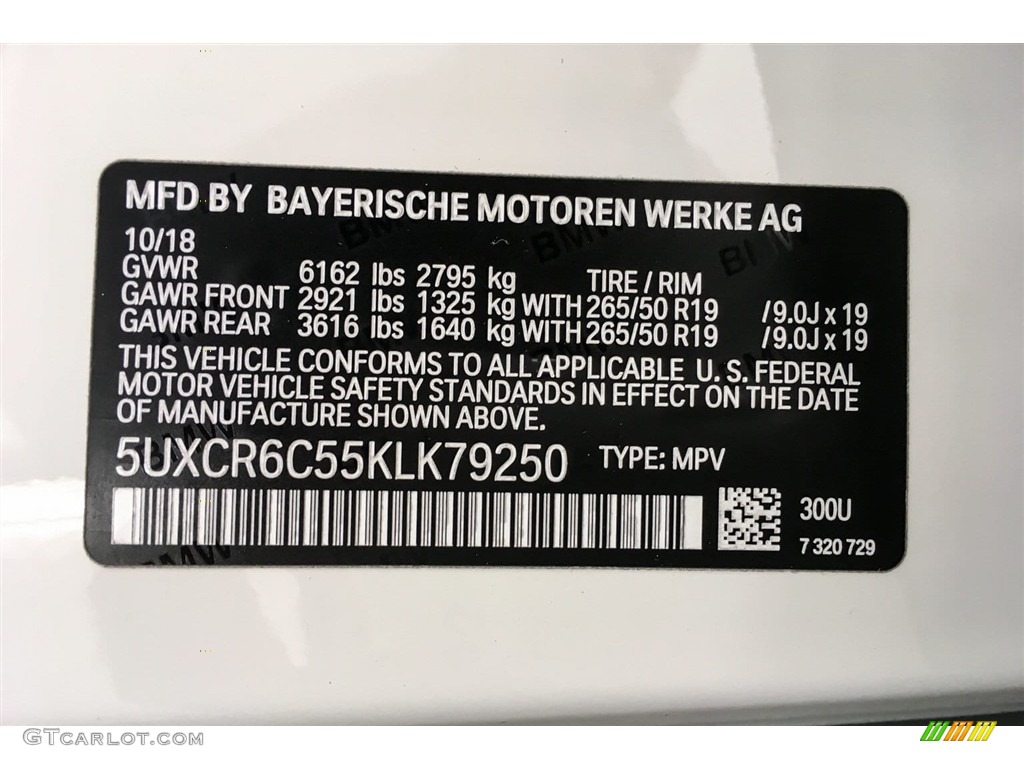 MFD BY BAYERISCHE MOTOREN WERKE AG
10/18
GVWR 6162 lbs 2795 kg TIRE / RIM
GAWR FRONT 2921 lbs 1325 kg WITH 265/50 R19 / 9.0J x 19
GAWR REAR 3616 lbs 1640 kg WITH 265/50 R19 / 9.0J x 19
THIS VEHICLE CONFORMS TO ALL APPLICABLE U. S. FEDERAL
MOTOR VEHICLE SAFETY STANDARDS IN EFFECT ON THE DATE
OF MANUFACTURE SHOWN ABOVE.
5UXCR6C55KLK79250 TYPE: MPV
300U
7 320 729
GTCARLOT.COM